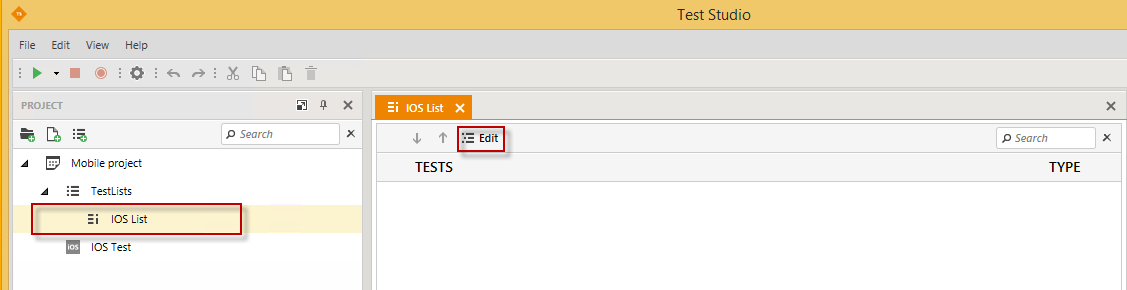 Test Studio
File Edit View Help
PROJECT
Search
Mobile project
TestLists
IOS List
iOS IOS Test
IOS List
Edit
Search
TESTS TYPE